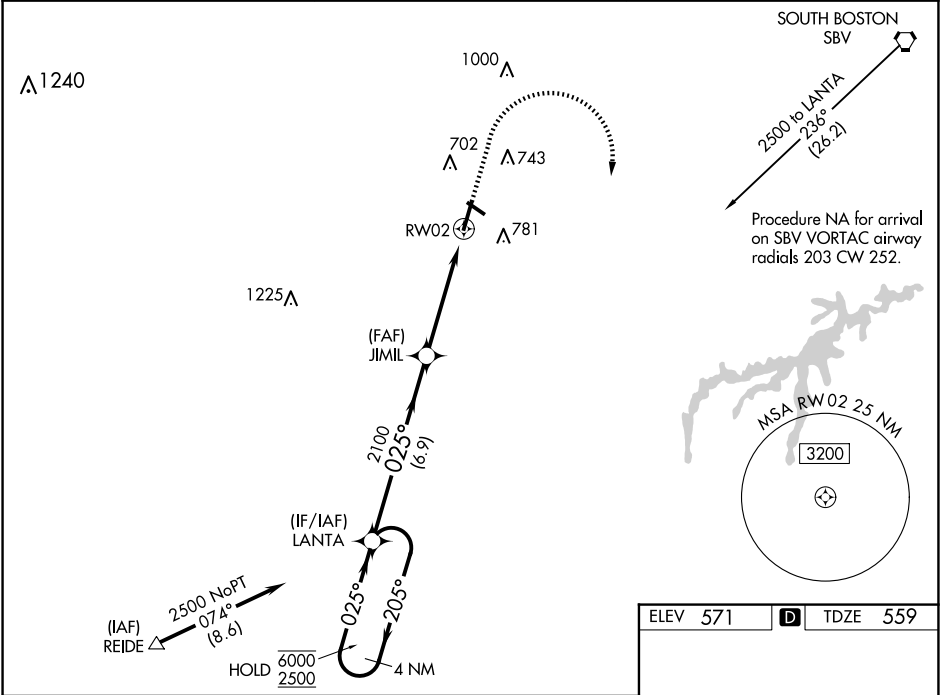 SOUTH BOSTON
SBV
1240
1000
2500 to LANTA
236°
(26.2)
702
743
RW02
781
Procedure NA for arrival
on SBV VORTAC airway
radials 203 CW 252.
1225
(FAF)
JIMIL
MSA RW02 25 NM
3200
2100
025°
(6.9)
(IF/IAF)
LANTA
2500 NoPT
074°
(8.6)
(IAF)
REIDE
025°
205°
HOLD
6000
2500
4 NM
ELEV 571 D TDZE 559